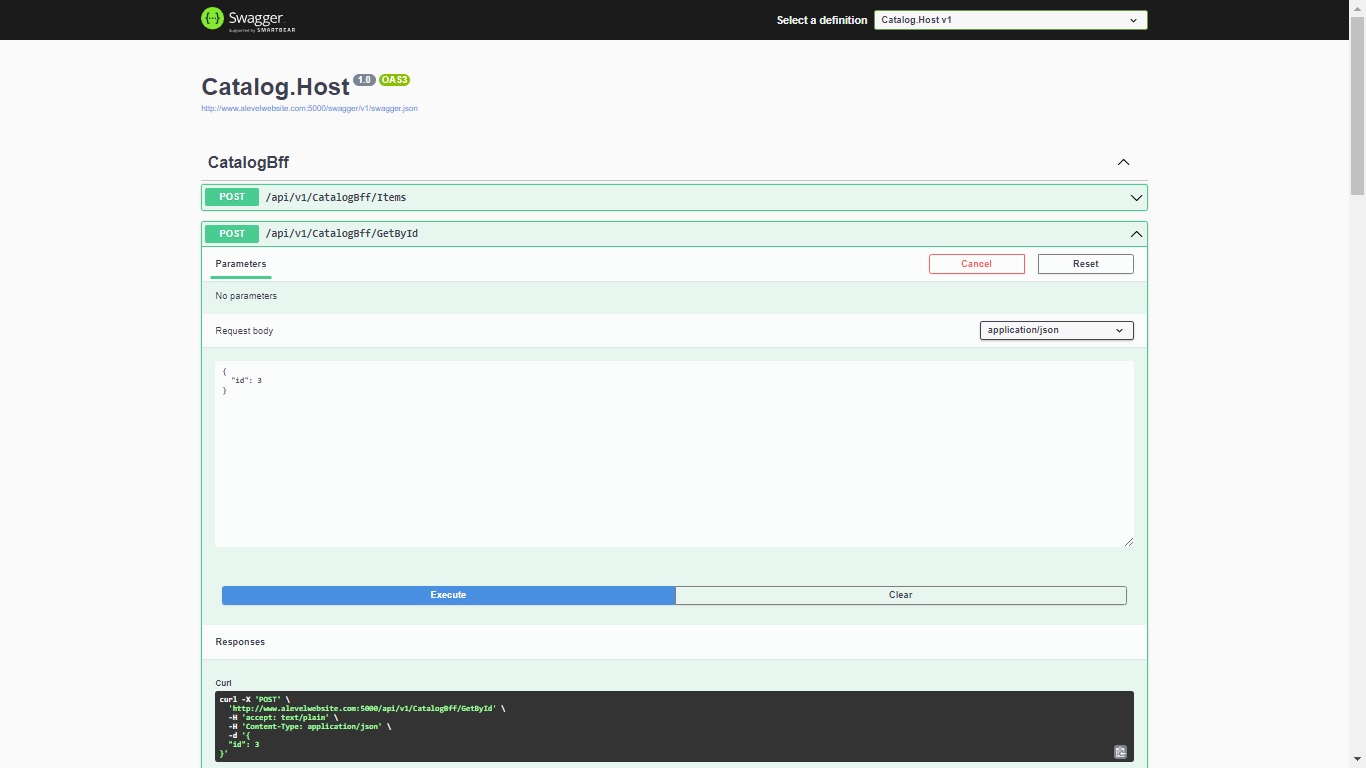 Swagger
Supported by SMARTBEAR
Select a definition
Catalog.Host v1
Catalog.Host 1.0 OAS3
http://www.alevelwebsite.com:5000/swagger/v1/swagger.json
CatalogBff
POST /api/v1/CatalogBff/Items
POST /api/v1/CatalogBff/GetById
Parameters
Cancel
Reset
No parameters
Request body
application/json
{
"id": 3
}
Execute
Clear
Responses
Curl
curl -X 'POST' \
'http://www.alevelwebsite.com:5000/api/v1/CatalogBff/GetById' \
-H 'accept: text/plain' \
-H 'Content-Type: application/json' \
-d '{
"id": 3
}'